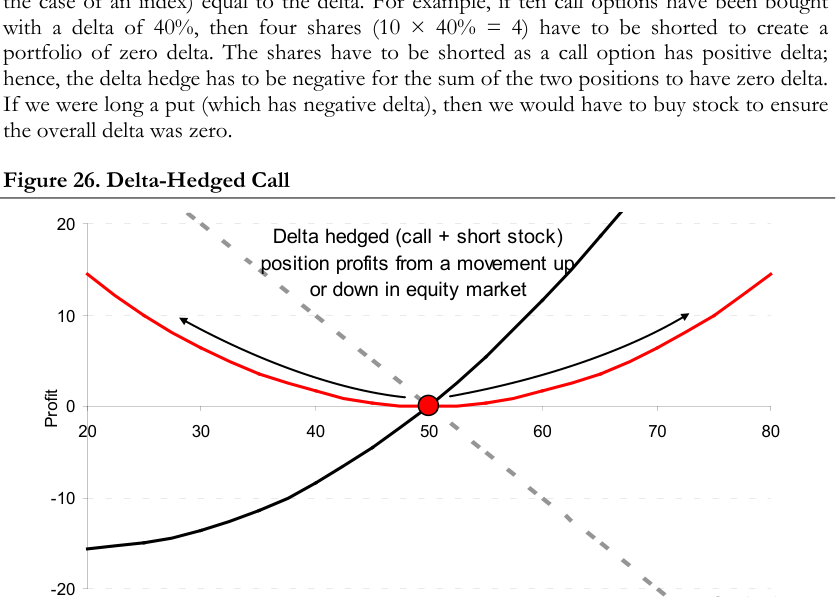 the case of an index) equal to the delta. For example, if ten call options have been bought
with a delta of 40%, then four shares (10 × 40% = 4) have to be shorted to create a
portfolio of zero delta. The shares have to be shorted as a call option has positive delta;
hence, the delta hedge has to be negative for the sum of the two positions to have zero delta.
If we were long a put (which has negative delta), then we would have to buy stock to ensure
the overall delta was zero.
Figure 26. Delta-Hedged Call
20
Delta hedged (call + short stock)
position profits from a movement up
or down in equity market
10
Profit
0
20 30 40 50 60 70 80
-10
-20